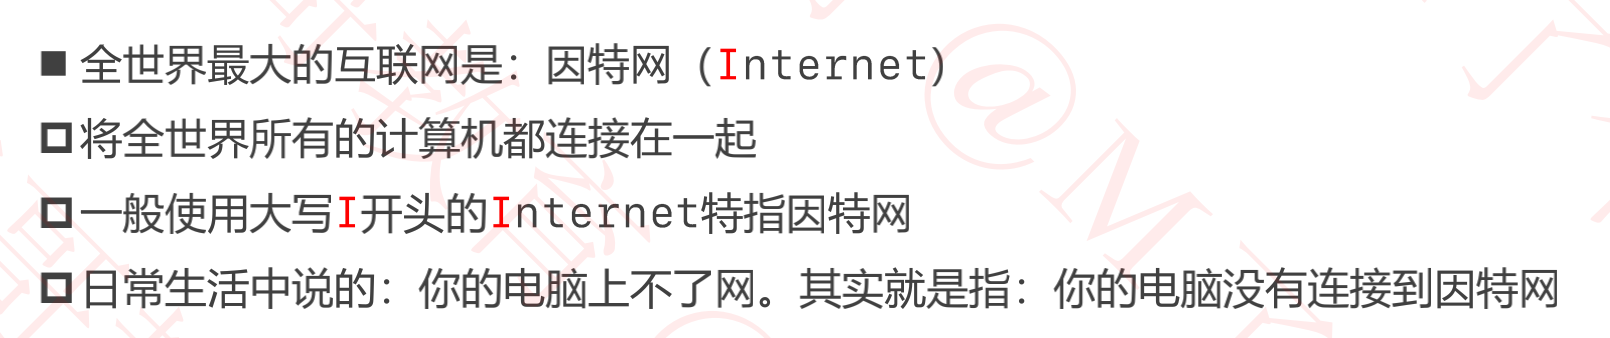 ■ 全世界最大的互联网是：因特网（Internet）
将全世界所有的计算机都连接在一起
一般使用大写I开头的Internet特指因特网
日常生活中说的：你的电脑上不了网。其实就是指：你的电脑没有连接到因特网